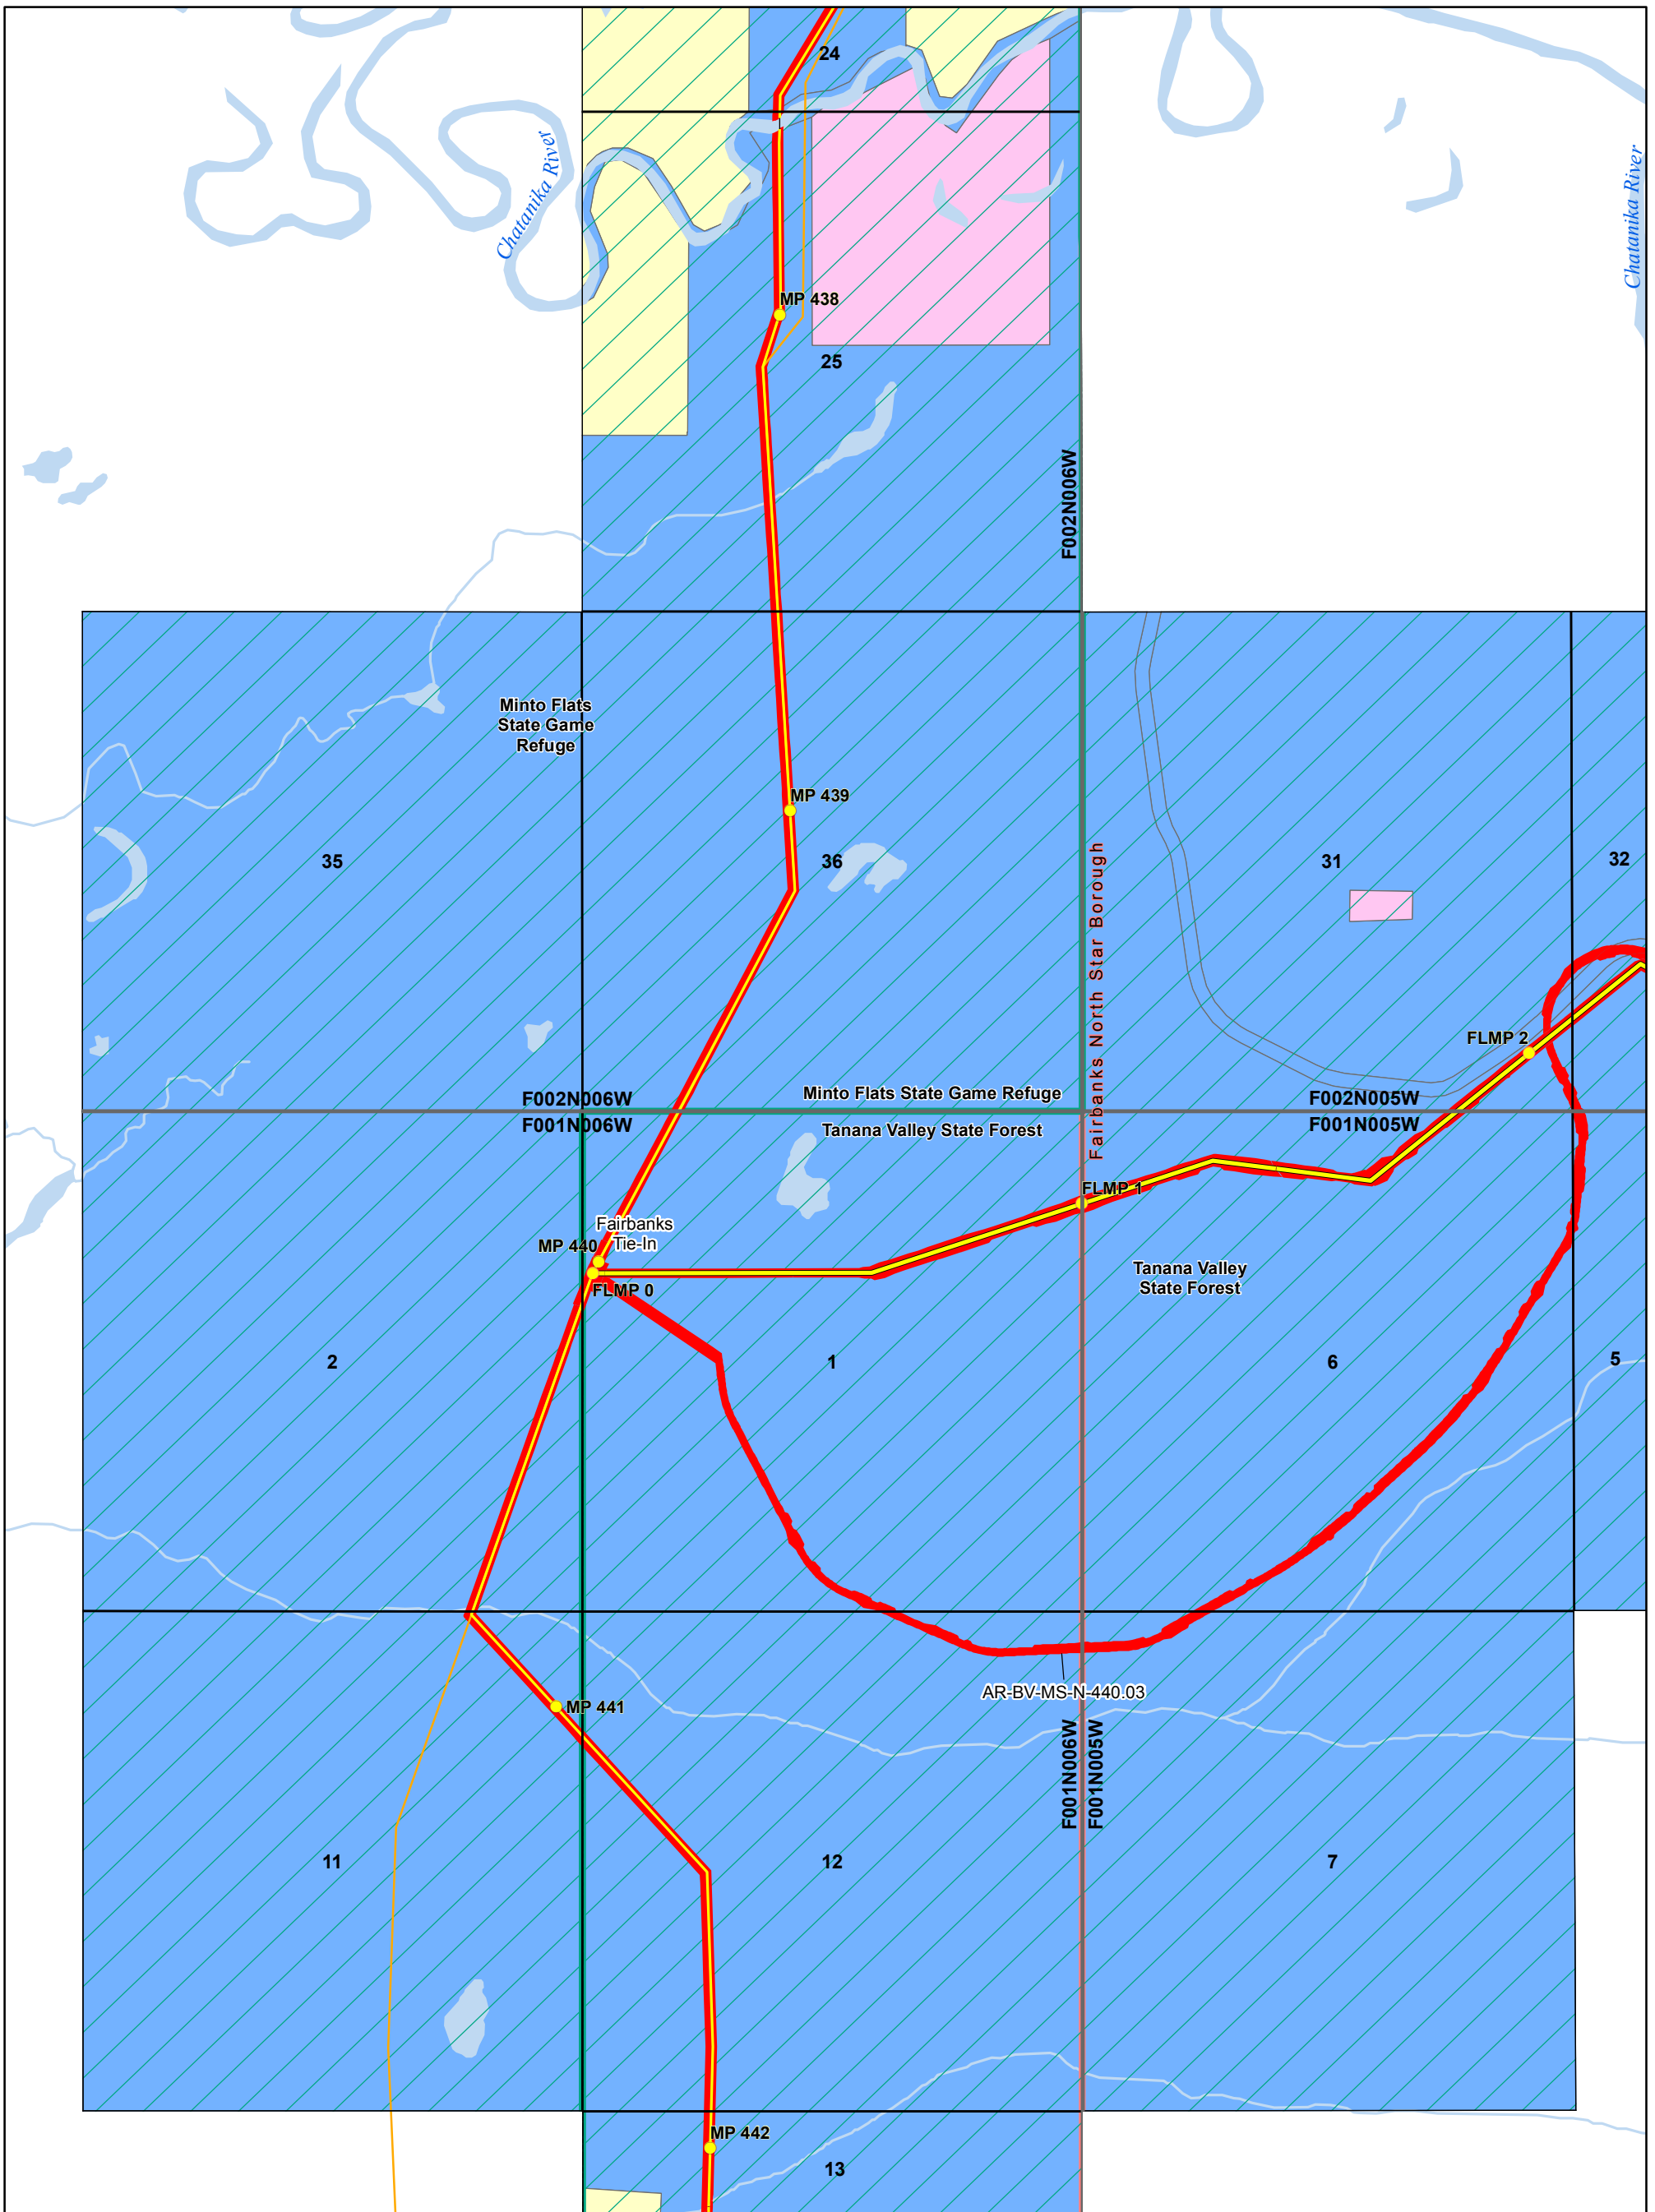 24
Chatanika River
Chatanika River
MP 438
25
F002N006W
Minto Flats
State Game
Refuge
MP 439
35
36
31
32
Fairbanks North Star Borough
FLMP 2
F002N006W
Minto Flats State Game Refuge
F002N005W
F001N006W
Tanana Valley State Forest
F001N005W
FLMP 1
Fairbanks
Tie-In
MP 440
FLMP 0
Tanana Valley
State Forest
2
1
6
5
AR-BV-MS-N-440.03
MP 441
F001N006W
F001N005W
11
12
7
MP 442
13